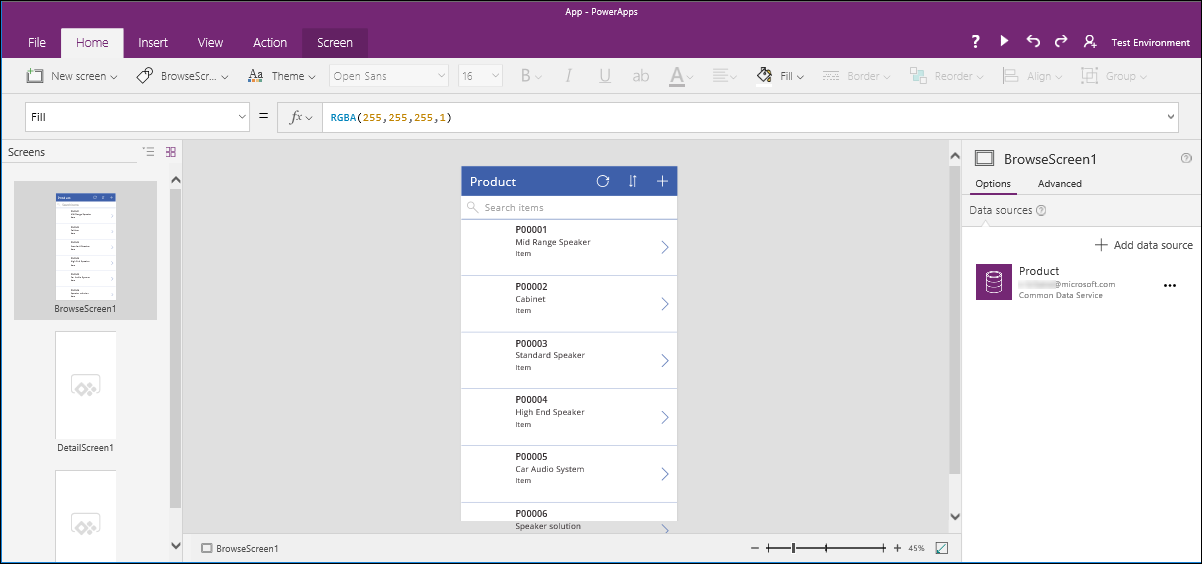 App - PowerApps
File Home Insert View Action Screen ? Test Environment
New screen BrowseScr... Aa Theme Open Sans 16 B I U ab A Fill Border Reorder Align Group
Fill = fx RGBA(255,255,255,1)
Screens
BrowseScreen1
DetailScreen1
Product
Search items
P00001
Mid Range Speaker
Item
P00002
Cabinet
Item
P00003
Standard Speaker
Item
P00004
High End Speaker
Item
P00005
Car Audio System
Item
P00006
Speaker solution
BrowseScreen1
45%
BrowseScreen1
Options Advanced
Data sources
Add data source
Product
@microsoft.com
Common Data Service